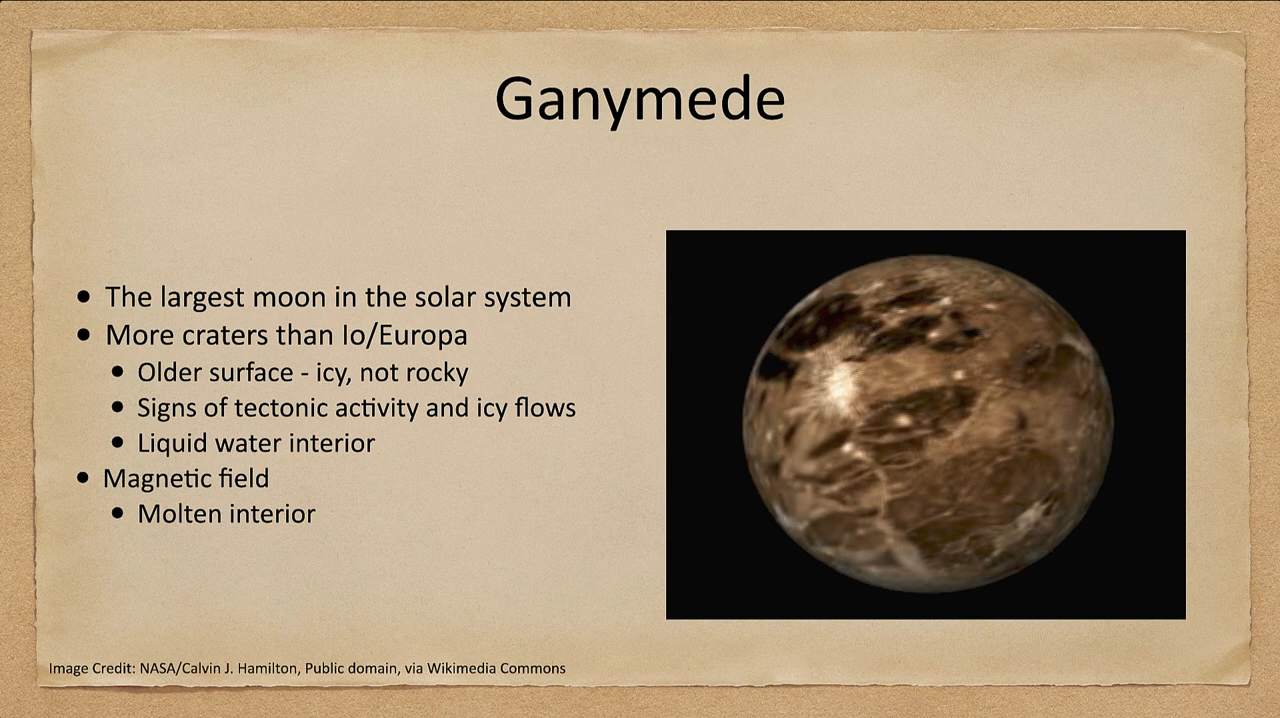 Ganymede
• The largest moon in the solar system
• More craters than Io/Europa
• Older surface - icy, not rocky
• Signs of tectonic activity and icy flows
• Liquid water interior
• Magnetic field
• Molten interior
Image Credit: NASA/Calvin J. Hamilton, Public domain, via Wikimedia Commons